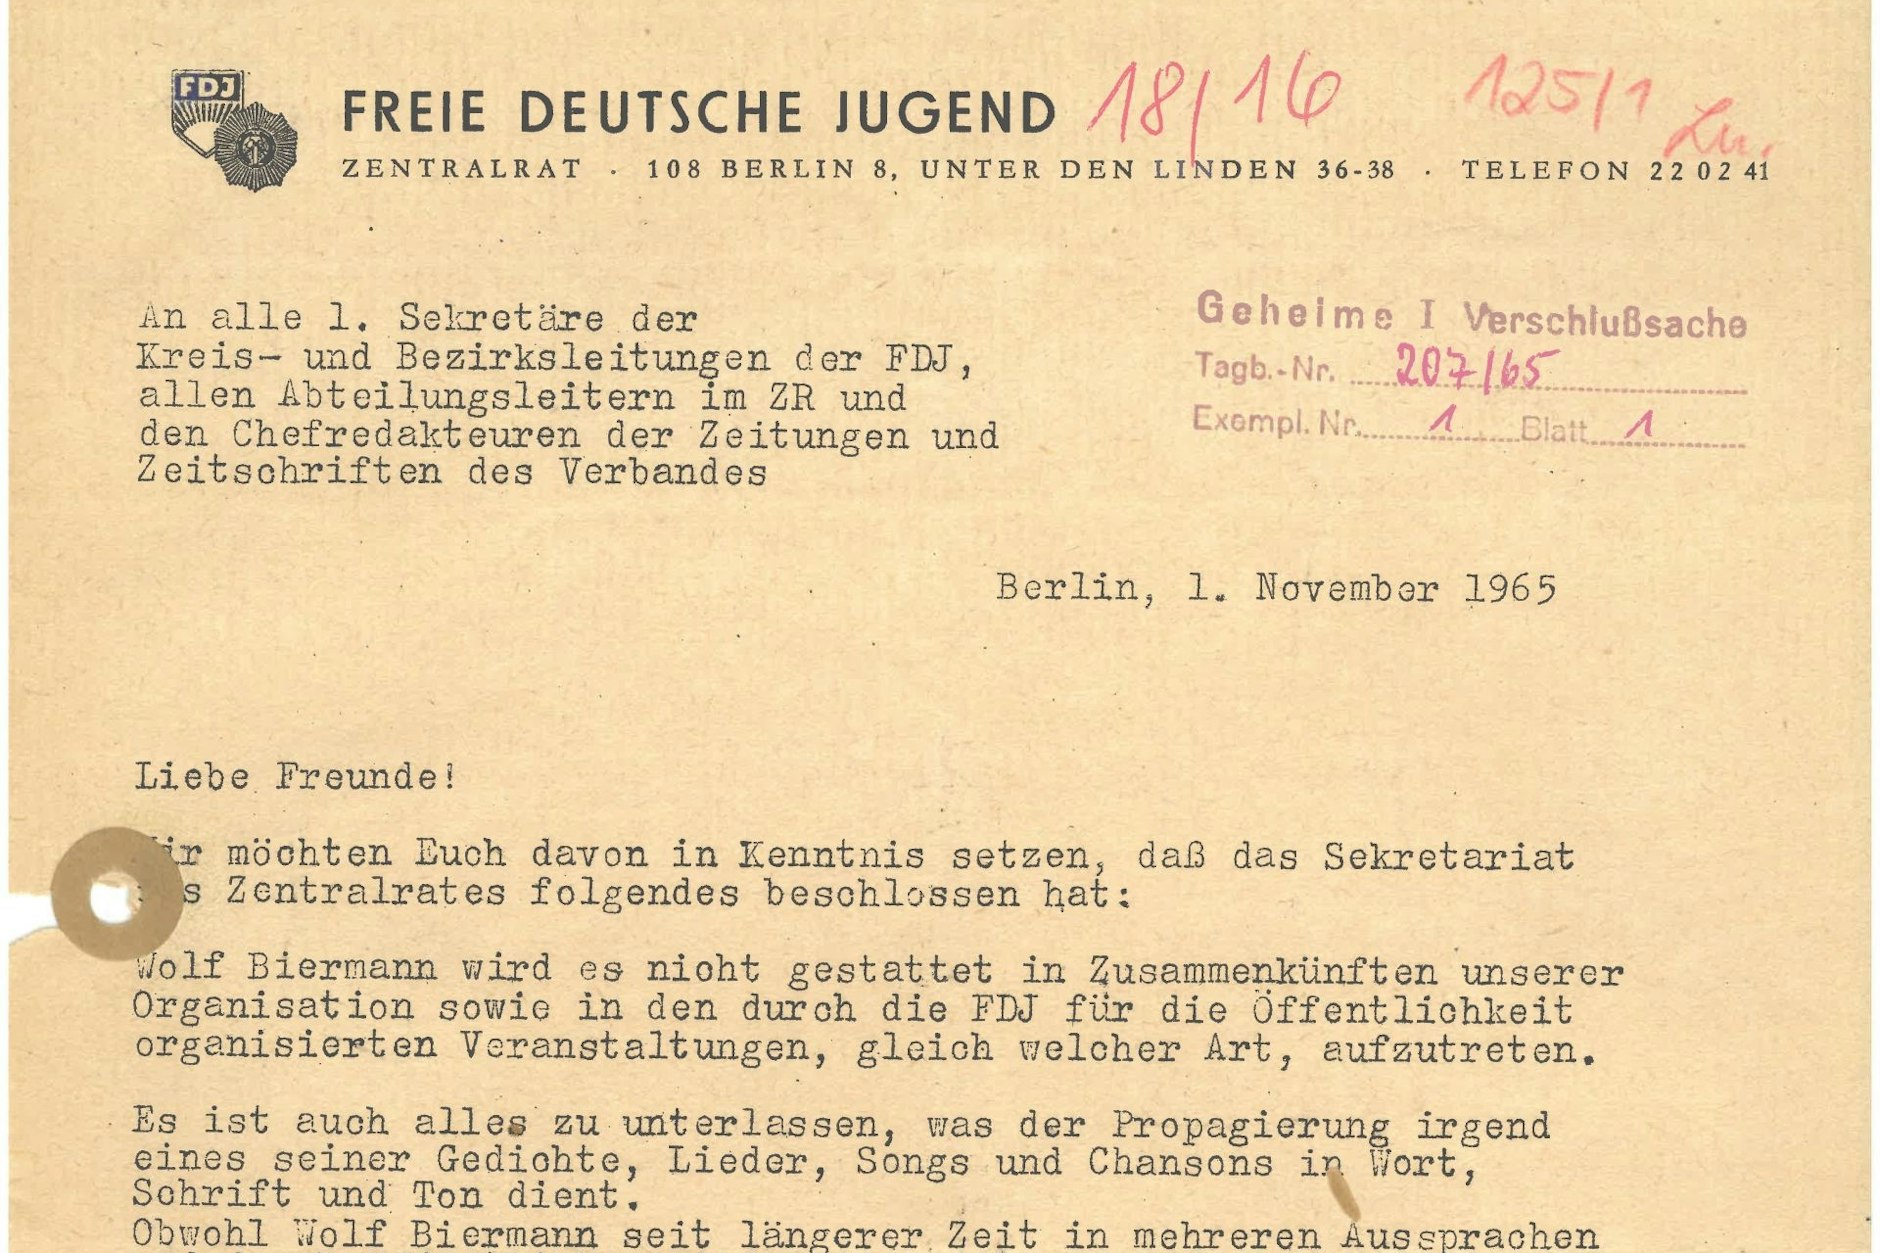 FDJ
FREIE DEUTSCHE JUGEND 18/16 125/1
ZENTRALRAT · 108 BERLIN 8, UNTER DEN LINDEN 36-38 · TELEFON 22 02 41
An alle 1. Sekretäre der
Kreis- und Bezirksleitungen der FDJ,
allen Abteilungsleitern im ZR und
den Chefredakteuren der Zeitungen und
Zeitschriften des Verbandes
Geheime I Verschlußsache
Tagb.-Nr. 207/65
Exempl. Nr. 1 Blatt 1
Berlin, 1. November 1965
Liebe Freunde!
Wir möchten Euch davon in Kenntnis setzen, daß das Sekretariat
Zentralrates folgendes beschlossen hat:
Wolf Biermann wird es nicht gestattet in Zusammenkünften unserer
Organisation sowie in den durch die FDJ für die Öffentlichkeit
organisierten Veranstaltungen, gleich welcher Art, aufzutreten.
Es ist auch alles zu unterlassen, was der Propagierung irgend
eines seiner Gedichte, Lieder, Songs und Chansons in Wort,
Schrift und Ton dient.
Obwohl Wolf Biermann seit längerer Zeit in mehreren Aussprachen